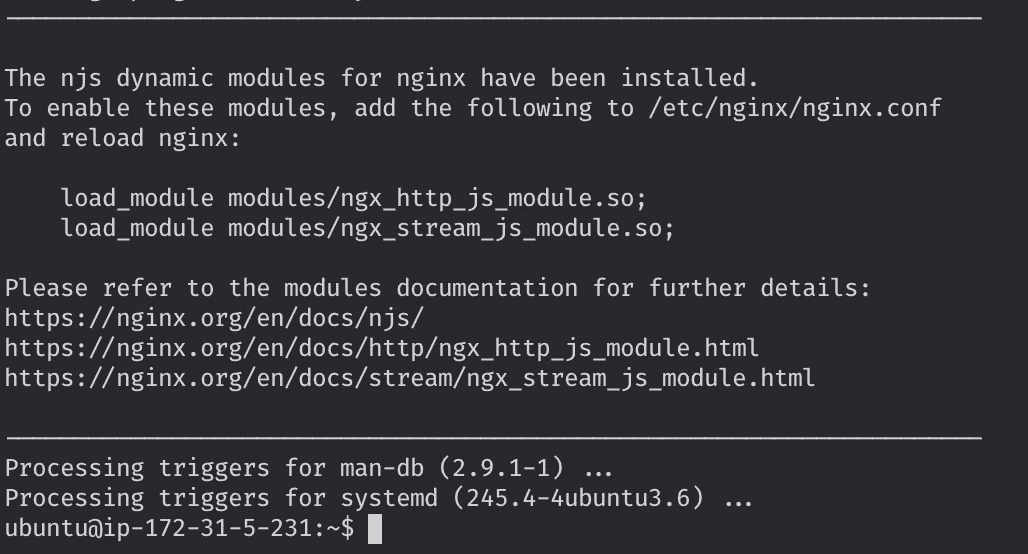 The njs dynamic modules for nginx have been installed.
To enable these modules, add the following to /etc/nginx/nginx.conf
and reload nginx:
load_module modules/ngx_http_js_module.so;
load_module modules/ngx_stream_js_module.so;
Please refer to the modules documentation for further details:
https://nginx.org/en/docs/njs/
https://nginx.org/en/docs/http/ngx_http_js_module.html
https://nginx.org/en/docs/stream/ngx_stream_js_module.html
Processing triggers for man-db (2.9.1-1) ...
Processing triggers for systemd (245.4-4ubuntu3.6) ...
ubuntu@ip-172-31-5-231:~$